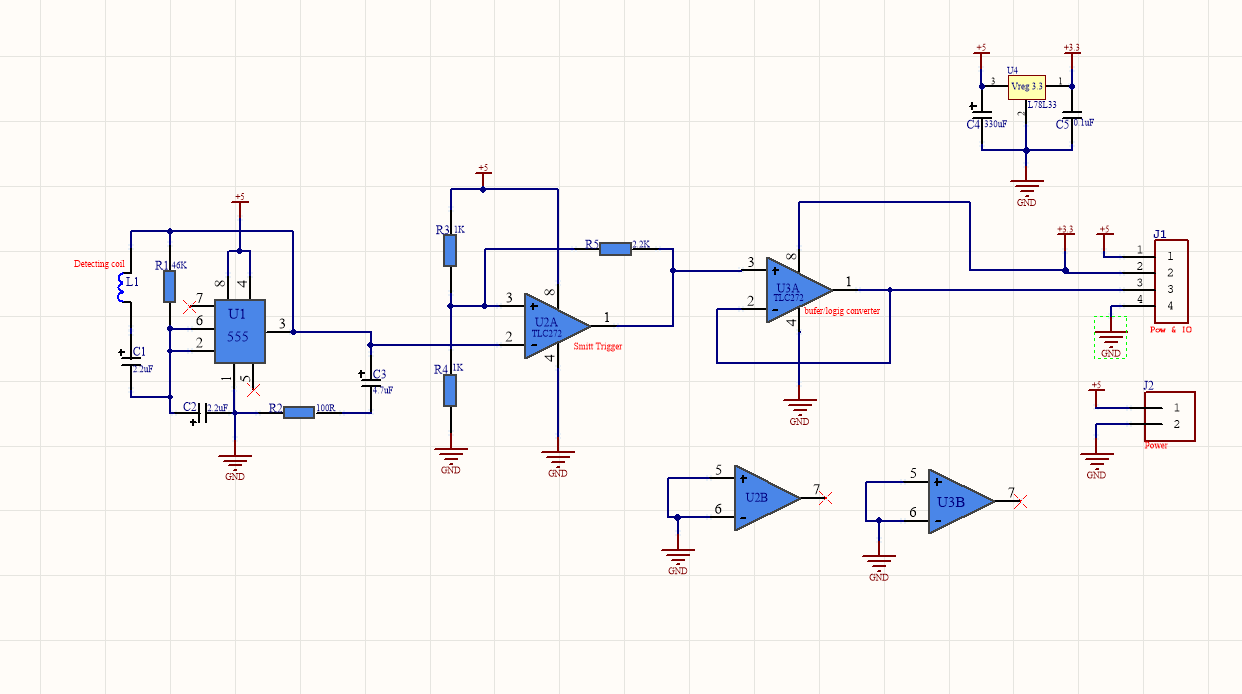 +5
+3.3
U4
3
Vreg 3.3
1
2
L78L33
C4
330uF
C5
0.1uF
GND
+5
Detecting coil
L1
R1
46K
8
4
7
6
2
U1
555
3
1
5
C1
2.2uF
C2
2.2uF
R2
100R
C3
4.7uF
GND
+5
R3
1K
R4
1K
R5
2.2K
3
2
8
4
1
U2A
TLC272
Smitt Trigger
GND
GND
3
2
8
4
1
U3A
TLC272
bufer/logig converter
GND
+3.3
+5
J1
1
2
3
4
1
2
3
4
Pow & IO
GND
+5
J2
1
2
Power
GND
5
6
U2B
7
GND
5
6
U3B
7
GND